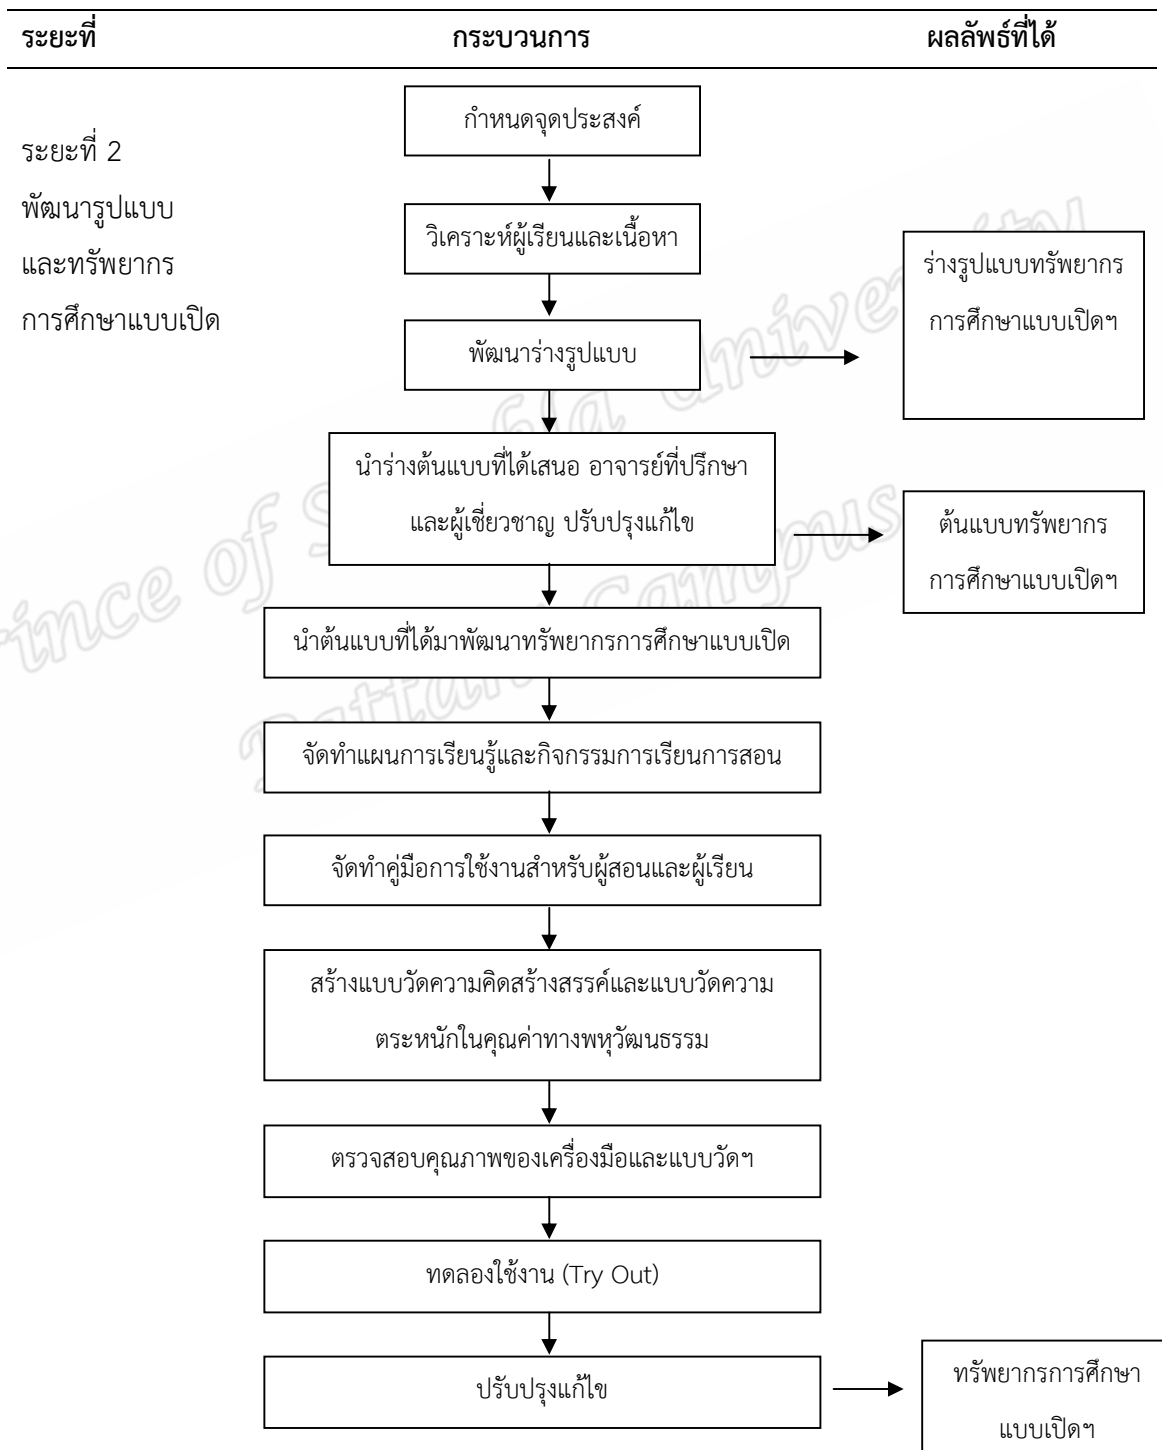 ระยะที่ กระบวนการ ผลลัพธ์ที่ได้
ระยะที่ 2
พัฒนารูปแบบ
และทรัพยากร
การศึกษาแบบเปิด
กำหนดจุดประสงค์
วิเคราะห์ผู้เรียนและเนื้อหา
พัฒนาร่างรูปแบบ
ร่างรูปแบบทรัพยากร
การศึกษาแบบเปิดฯ
นำร่างต้นแบบที่ได้เสนอ อาจารย์ที่ปรึกษา
และผู้เชี่ยวชาญ ปรับปรุงแก้ไข
ต้นแบบทรัพยากร
การศึกษาแบบเปิดฯ
นำต้นแบบที่ได้มาพัฒนาทรัพยากรการศึกษาแบบเปิด
จัดทำแผนการเรียนรู้และกิจกรรมการเรียนการสอน
จัดทำคู่มือการใช้งานสำหรับผู้สอนและผู้เรียน
สร้างแบบวัดความคิดสร้างสรรค์และแบบวัดความ
ตระหนักในคุณค่าทางพหุวัฒนธรรม
ตรวจสอบคุณภาพของเครื่องมือและแบบวัดฯ
ทดลองใช้งาน (Try Out)
ปรับปรุงแก้ไข
ทรัพยากรการศึกษา
แบบเปิดฯ